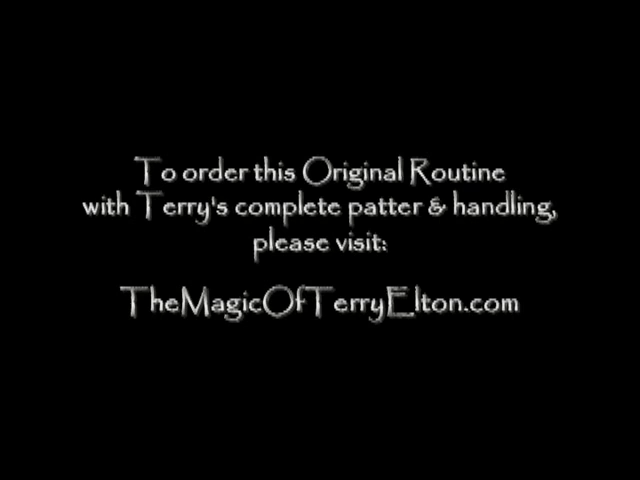 To order this Original Routine
with Terry's complete patter & handling,
please visit:
TheMagicOfTerryElton.com